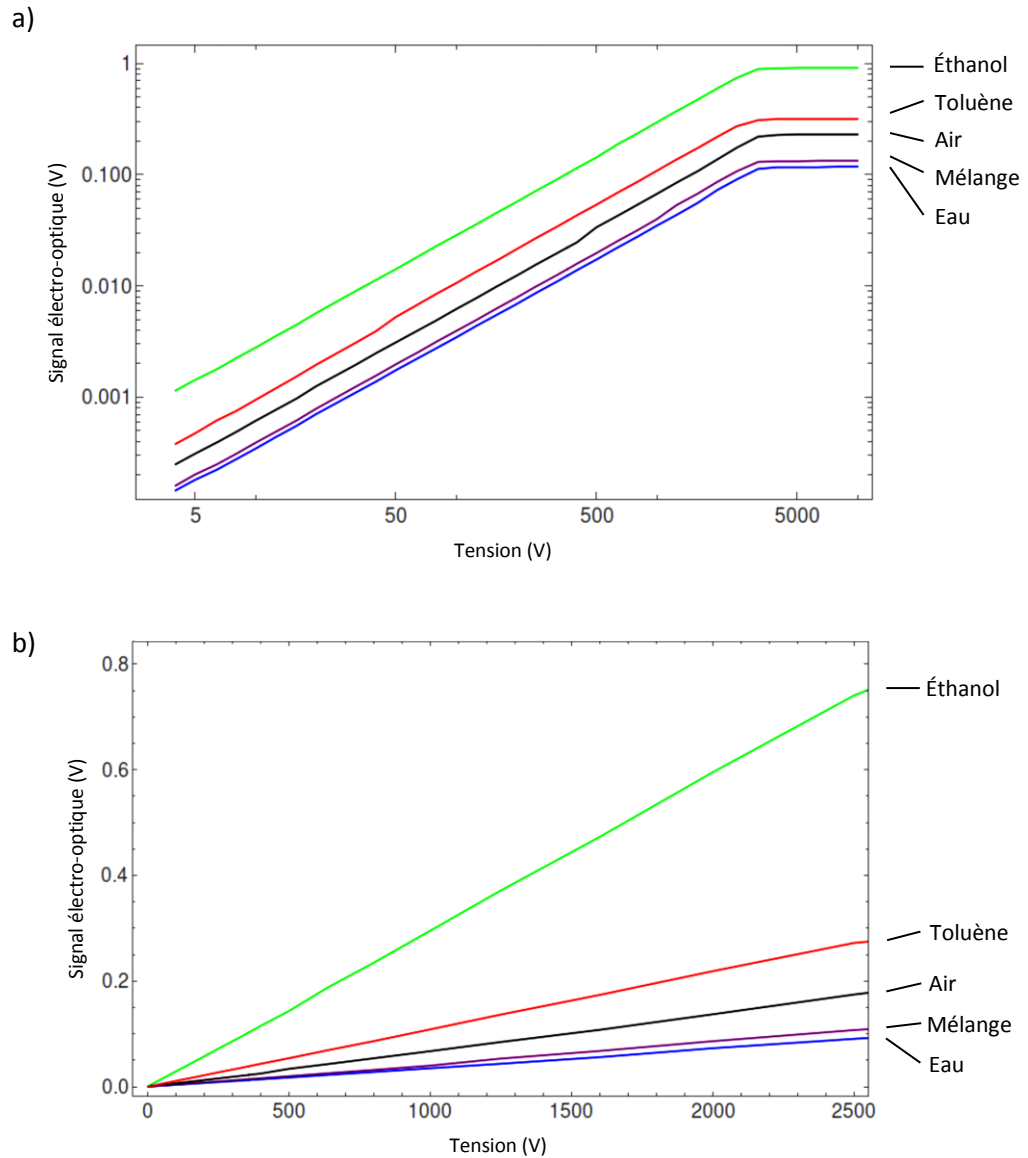 a)
Signal électro-optique (V)
1
0.100
0.010
0.001
5
50
500
5000
Tension (V)
Éthanol
Toluène
Air
Mélange
Eau
b)
Signal électro-optique (V)
0.8
0.6
0.4
0.2
0.0
0
500
1000
1500
2000
2500
Tension (V)
Éthanol
Toluène
Air
Mélange
Eau